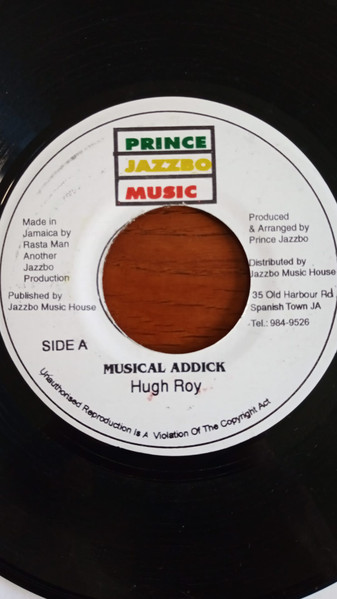 PRINCE
JAZZBO
MUSIC
Made in
Jamaica by
Rasta Man
Another
Jazzbo
Production
Published by
Jazzbo Music House
Produced
& Arranged by
Prince Jazzbo
Distributed by
Jazzbo Music House
35 Old Harbour Rd
Spanish Town JA
Tel.: 984-9526
SIDE A
MUSICAL ADDICK
Hugh Roy
Unauthorised Reproduction is A Violation Of The Copyright Act